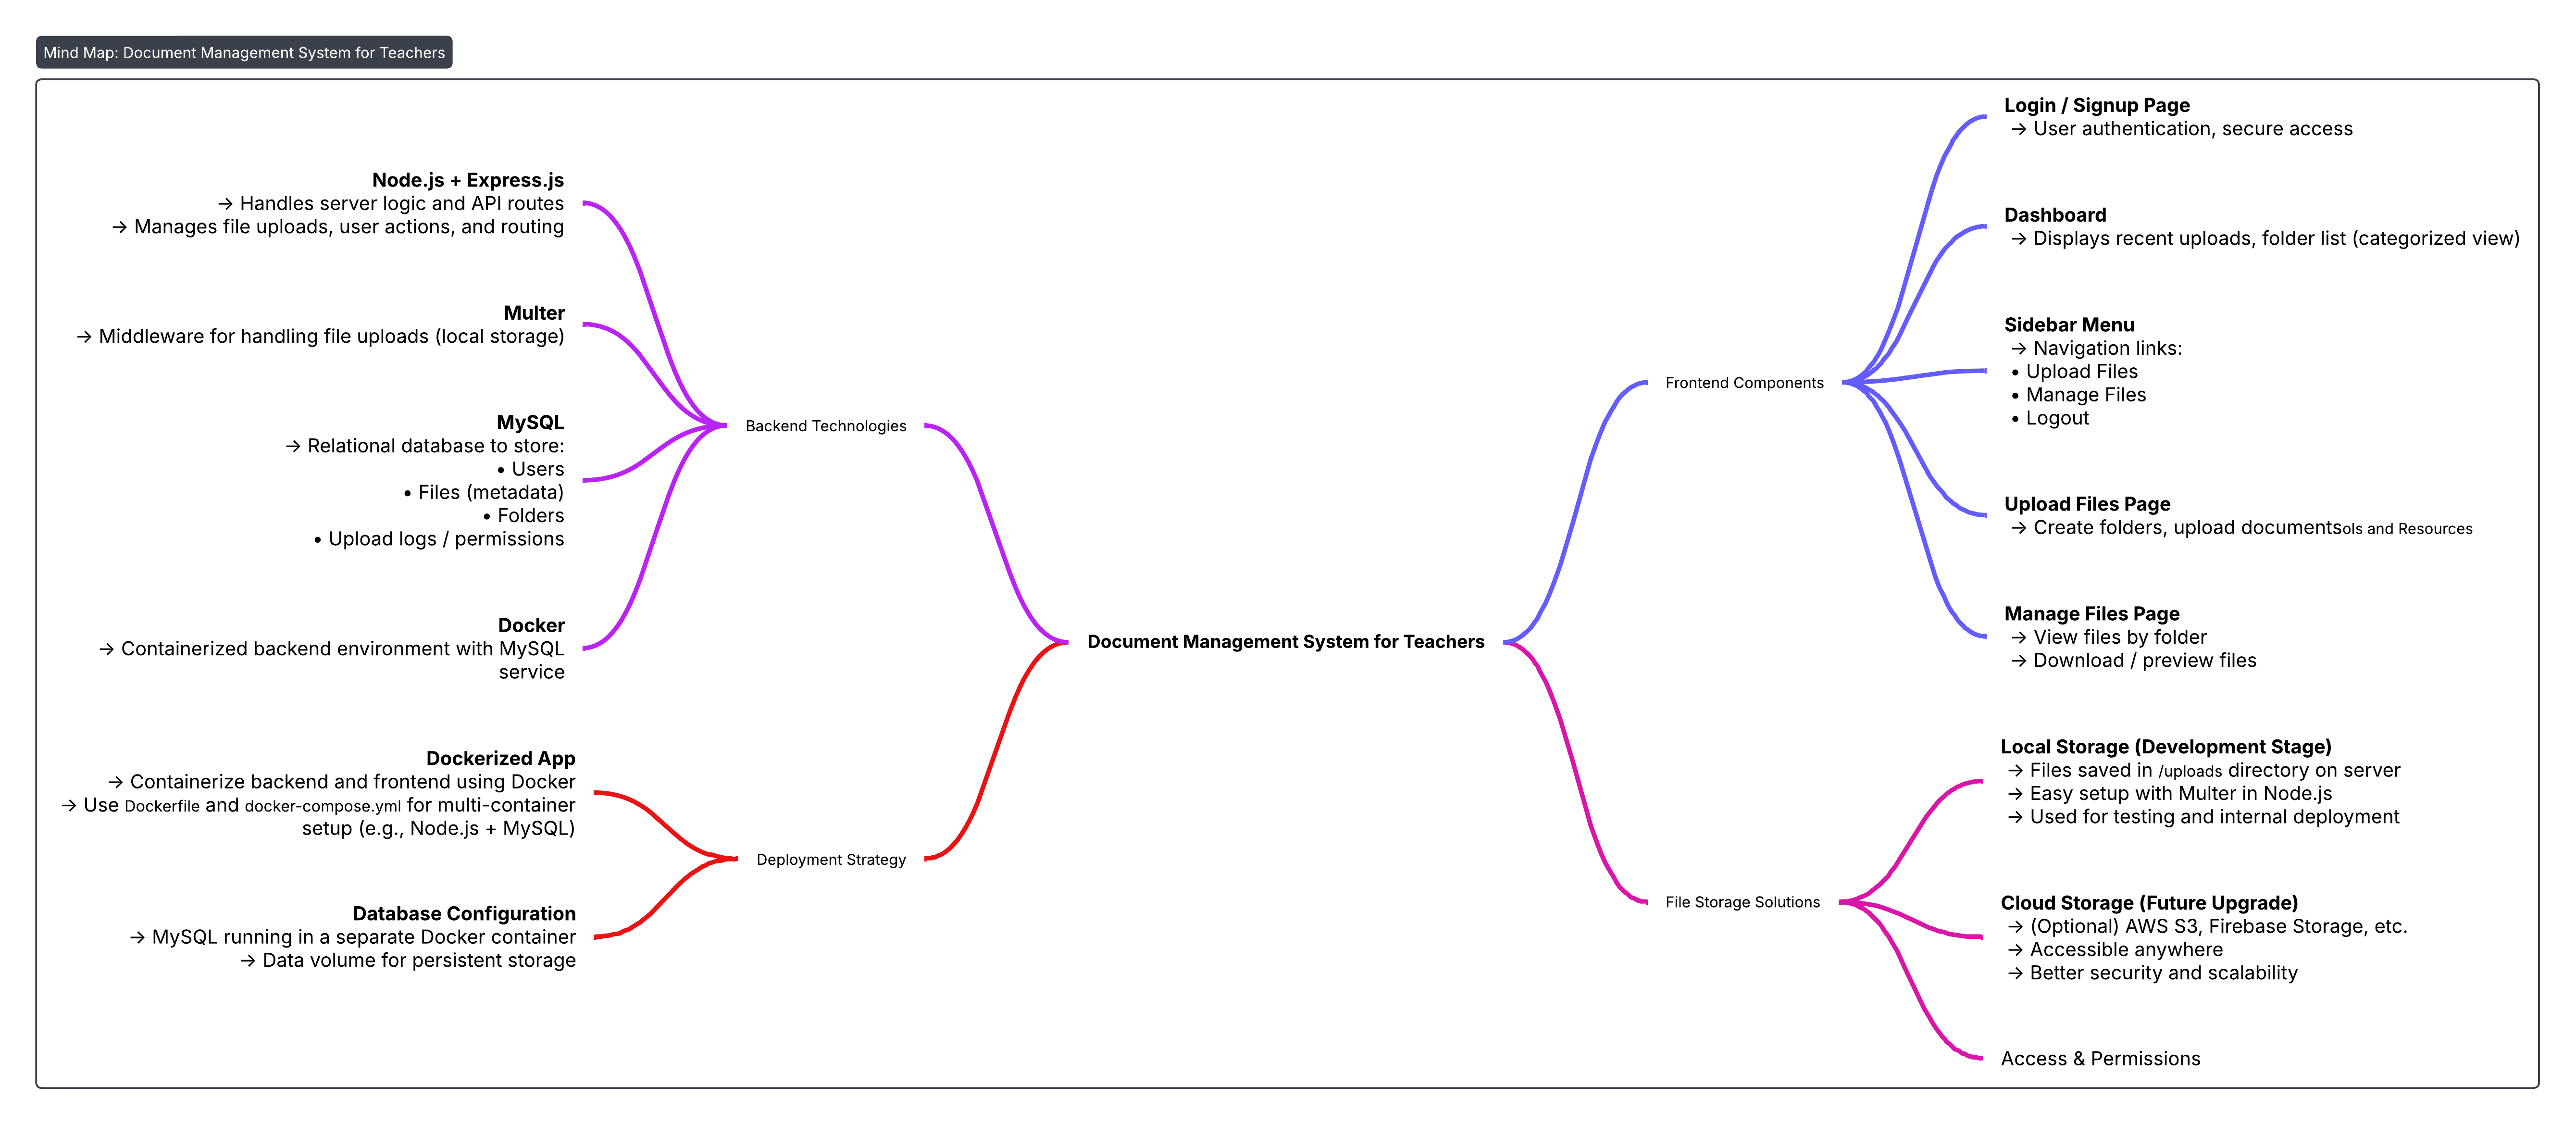 Mind Map: Document Management System for Teachers
Node.js + Express.js
→ Handles server logic and API routes
→ Manages file uploads, user actions, and routing
Multer
→ Middleware for handling file uploads (local storage)
MySQL
→ Relational database to store:
• Users
• Files (metadata)
• Folders
• Upload logs / permissions
Docker
→ Containerized backend environment with MySQL
service
Backend Technologies
Dockerized App
→ Containerize backend and frontend using Docker
→ Use Dockerfile and docker-compose.yml for multi-container
setup (e.g., Node.js + MySQL)
Database Configuration
→ MySQL running in a separate Docker container
→ Data volume for persistent storage
Deployment Strategy
Document Management System for Teachers
Frontend Components
Login / Signup Page
→ User authentication, secure access
Dashboard
→ Displays recent uploads, folder list (categorized view)
Sidebar Menu
→ Navigation links:
• Upload Files
• Manage Files
• Logout
Upload Files Page
→ Create folders, upload documentsols and Resources
Manage Files Page
→ View files by folder
→ Download / preview files
File Storage Solutions
Local Storage (Development Stage)
→ Files saved in /uploads directory on server
→ Easy setup with Multer in Node.js
→ Used for testing and internal deployment
Cloud Storage (Future Upgrade)
→ (Optional) AWS S3, Firebase Storage, etc.
→ Accessible anywhere
→ Better security and scalability
Access & Permissions